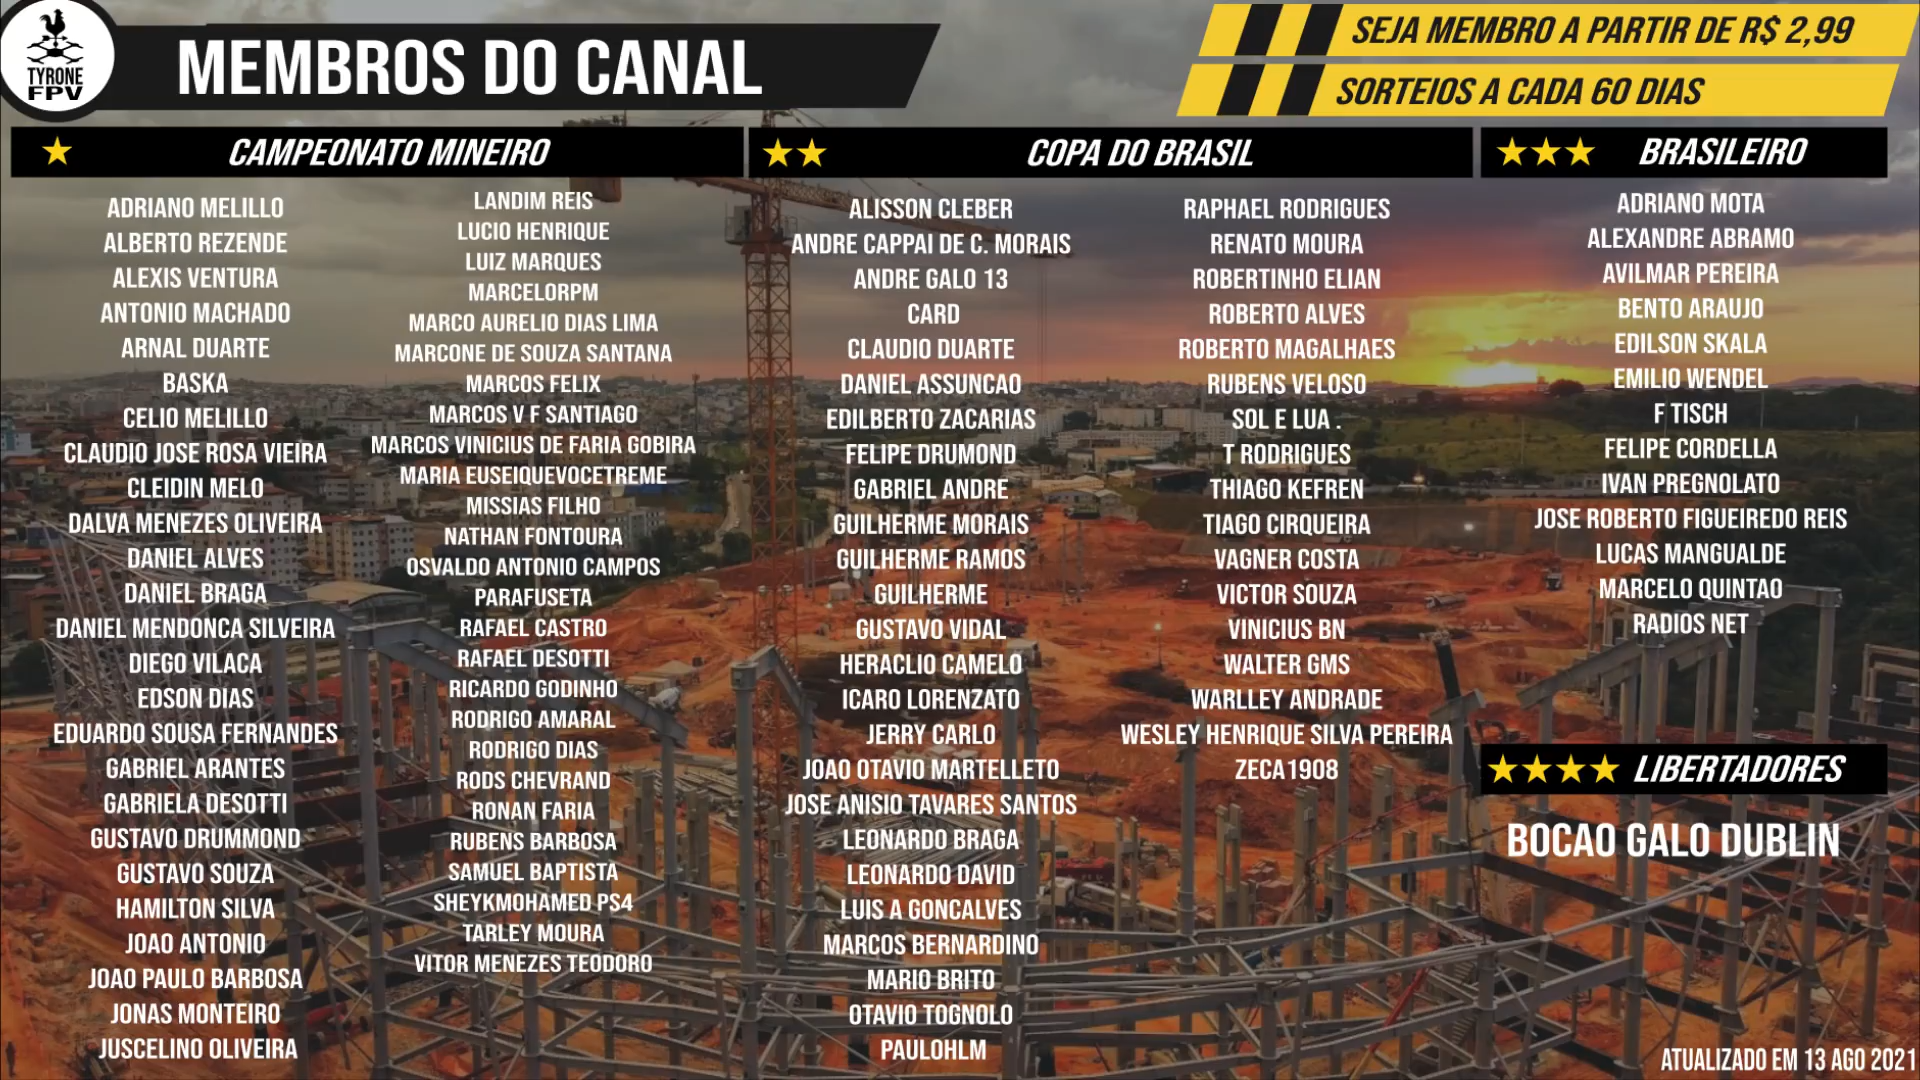 TYRONE
FPV
MEMBROS DO CANAL
SEJA MEMBRO A PARTIR DE R$ 2,99
SORTEIOS A CADA 60 DIAS
CAMPEONATO MINEIRO
ADRIANO MELILLO
ALBERTO REZENDE
ALEXIS VENTURA
ANTONIO MACHADO
ARNAL DUARTE
BASKA
CELIO MELILLO
CLAUDIO JOSE ROSA VIEIRA
CLEIDIN MELO
DALVA MENEZES OLIVEIRA
DANIEL ALVES
DANIEL BRAGA
DANIEL MENDONCA SILVEIRA
DIEGO VILACA
EDSON DIAS
EDUARDO SOUSA FERNANDES
GABRIEL ARANTES
GABRIELA DESOTTI
GUSTAVO DRUMMOND
GUSTAVO SOUZA
HAMILTON SILVA
JOAO ANTONIO
JOAO PAULO BARBOSA
JONAS MONTEIRO
JUSCELINO OLIVEIRA
LANDIM REIS
LUCIO HENRIQUE
LUIZ MARQUES
MARCELORPM
MARCO AURELIO DIAS LIMA
MARCONE DE SOUZA SANTANA
MARCOS FELIX
MARCOS V F SANTIAGO
MARCOS VINICIUS DE FARIA GOBIRA
MARIA EUSEIQUEVOCETREME
MISSIAS FILHO
NATHAN FONTOURA
OSVALDO ANTONIO CAMPOS
PARAFUSETA
RAFAEL CASTRO
RAFAEL DESOTTI
RICARDO GODINHO
RODRIGO AMARAL
RODRIGO DIAS
RODS CHEVRAND
RONAN FARIA
RUBENS BARBOSA
SAMUEL BAPTISTA
SHEYKMOHAMED PS4
TARLEY MOURA
VITOR MENEZES TEODORO
COPA DO BRASIL
ALISSON CLEBER
ANDRE CAPPAI DE C. MORAIS
ANDRE GALO 13
CARD
CLAUDIO DUARTE
DANIEL ASSUNCAO
EDILBERTO ZACARIAS
FELIPE DRUMOND
GABRIEL ANDRE
GUILHERME MORAIS
GUILHERME RAMOS
GUILHERME
GUSTAVO VIDAL
HERACLIO CAMELO
ICARO LORENZATO
JERRY CARLO
JOAO OTAVIO MARTELLETO
JOSE ANISIO TAVARES SANTOS
LEONARDO BRAGA
LEONARDO DAVID
LUIS A GONCALVES
MARCOS BERNARDINO
MARIO BRITO
OTAVIO TOGNOLO
PAULOHLM
RAPHAEL RODRIGUES
RENATO MOURA
ROBERTINHO ELIAN
ROBERTO ALVES
ROBERTO MAGALHAES
RUBENS VELOSO
SOL E LUA .
T RODRIGUES
THIAGO KEFREN
TIAGO CIRQUEIRA
VAGNER COSTA
VICTOR SOUZA
VINICIUS BN
WALTER GMS
WARLLEY ANDRADE
WESLEY HENRIQUE SILVA PEREIRA
ZECA1908
BRASILEIRO
ADRIANO MOTA
ALEXANDRE ABRAMO
AVILMAR PEREIRA
BENTO ARAUJO
EDILSON SKALA
EMILIO WENDEL
F TISCH
FELIPE CORDELLA
IVAN PREGNOLATO
JOSE ROBERTO FIGUEIREDO REIS
LUCAS MANGUALDE
MARCELO QUINTAO
RADIOS NET
LIBERTADORES
BOCAO GALO DUBLIN
ATUALIZADO EM 13 AGO 2021